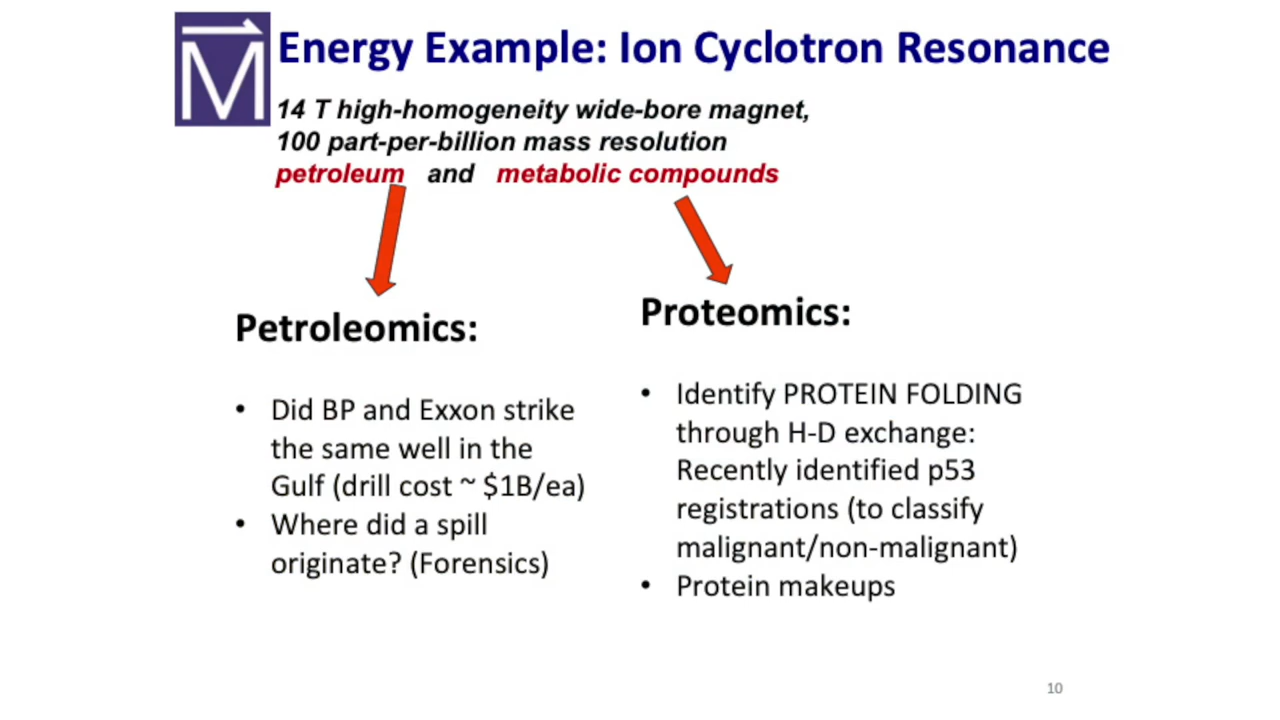 M
Energy Example: Ion Cyclotron Resonance
14 T high-homogeneity wide-bore magnet,
100 part-per-billion mass resolution
petroleum and metabolic compounds
Petroleomics:
• Did BP and Exxon strike
the same well in the
Gulf (drill cost ~ $1B/ea)
• Where did a spill
originate? (Forensics)
Proteomics:
• Identify PROTEIN FOLDING
through H-D exchange:
Recently identified p53
registrations (to classify
malignant/non-malignant)
• Protein makeups
10